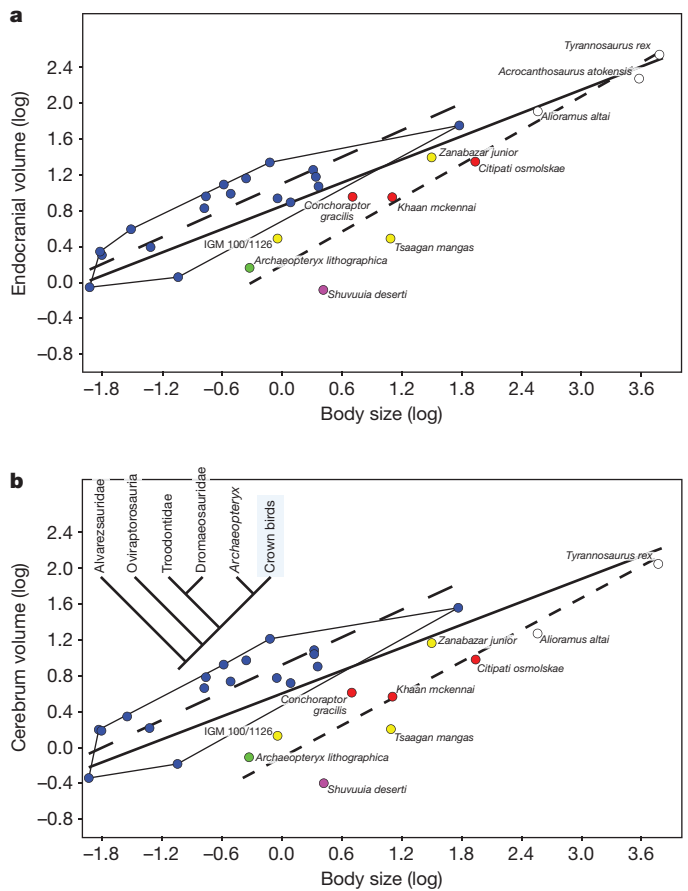 a
Endocranial volume (log)
2.4
2.0
1.6
1.2
0.8
0.4
0.0
−0.4
−0.8
Tyrannosaurus rex
Acrocanthosaurus atokensis
Alioramus altai
Zanabazar junior
Citipati osmolskae
Conchoraptor
gracilis
Khaan mckennai
IGM 100/1126
Tsaagan mangas
Archaeopteryx lithographica
Shuvuuia deserti
−1.8 −1.2 −0.6 0.0 0.6 1.2 1.8 2.4 3.0 3.6
Body size (log)
b
Cerebrum volume (log)
2.4
2.0
1.6
1.2
0.8
0.4
0.0
−0.4
−0.8
Alvarezsauridae
Oviraptorosauria
Troodontidae
Dromaeosauridae
Archaeopteryx
Crown birds
Tyrannosaurus rex
Alioramus altai
Zanabazar junior
Citipati osmolskae
Khaan mckennai
Conchoraptor
gracilis
IGM 100/1126
Tsaagan mangas
Archaeopteryx lithographica
Shuvuuia deserti
−1.8 −1.2 −0.6 0.0 0.6 1.2 1.8 2.4 3.0 3.6
Body size (log)